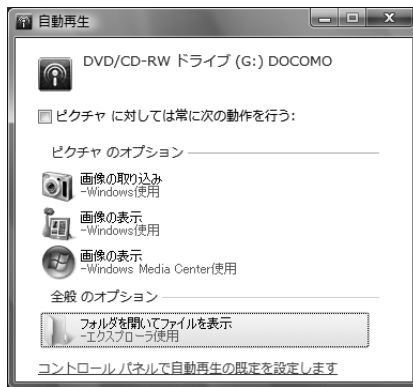 自動再生
DVD/CD-RW ドライブ (G:) DOCOMO
ピクチャ に対しては常に次の動作を行う:
ピクチャ のオプション
画像の取り込み
-Windows使用
画像の表示
-Windows使用
画像の表示
-Windows Media Center使用
全般 のオプション
フォルダを開いてファイルを表示
-エクスプローラ使用
コントロール パネルで自動再生の既定を設定します